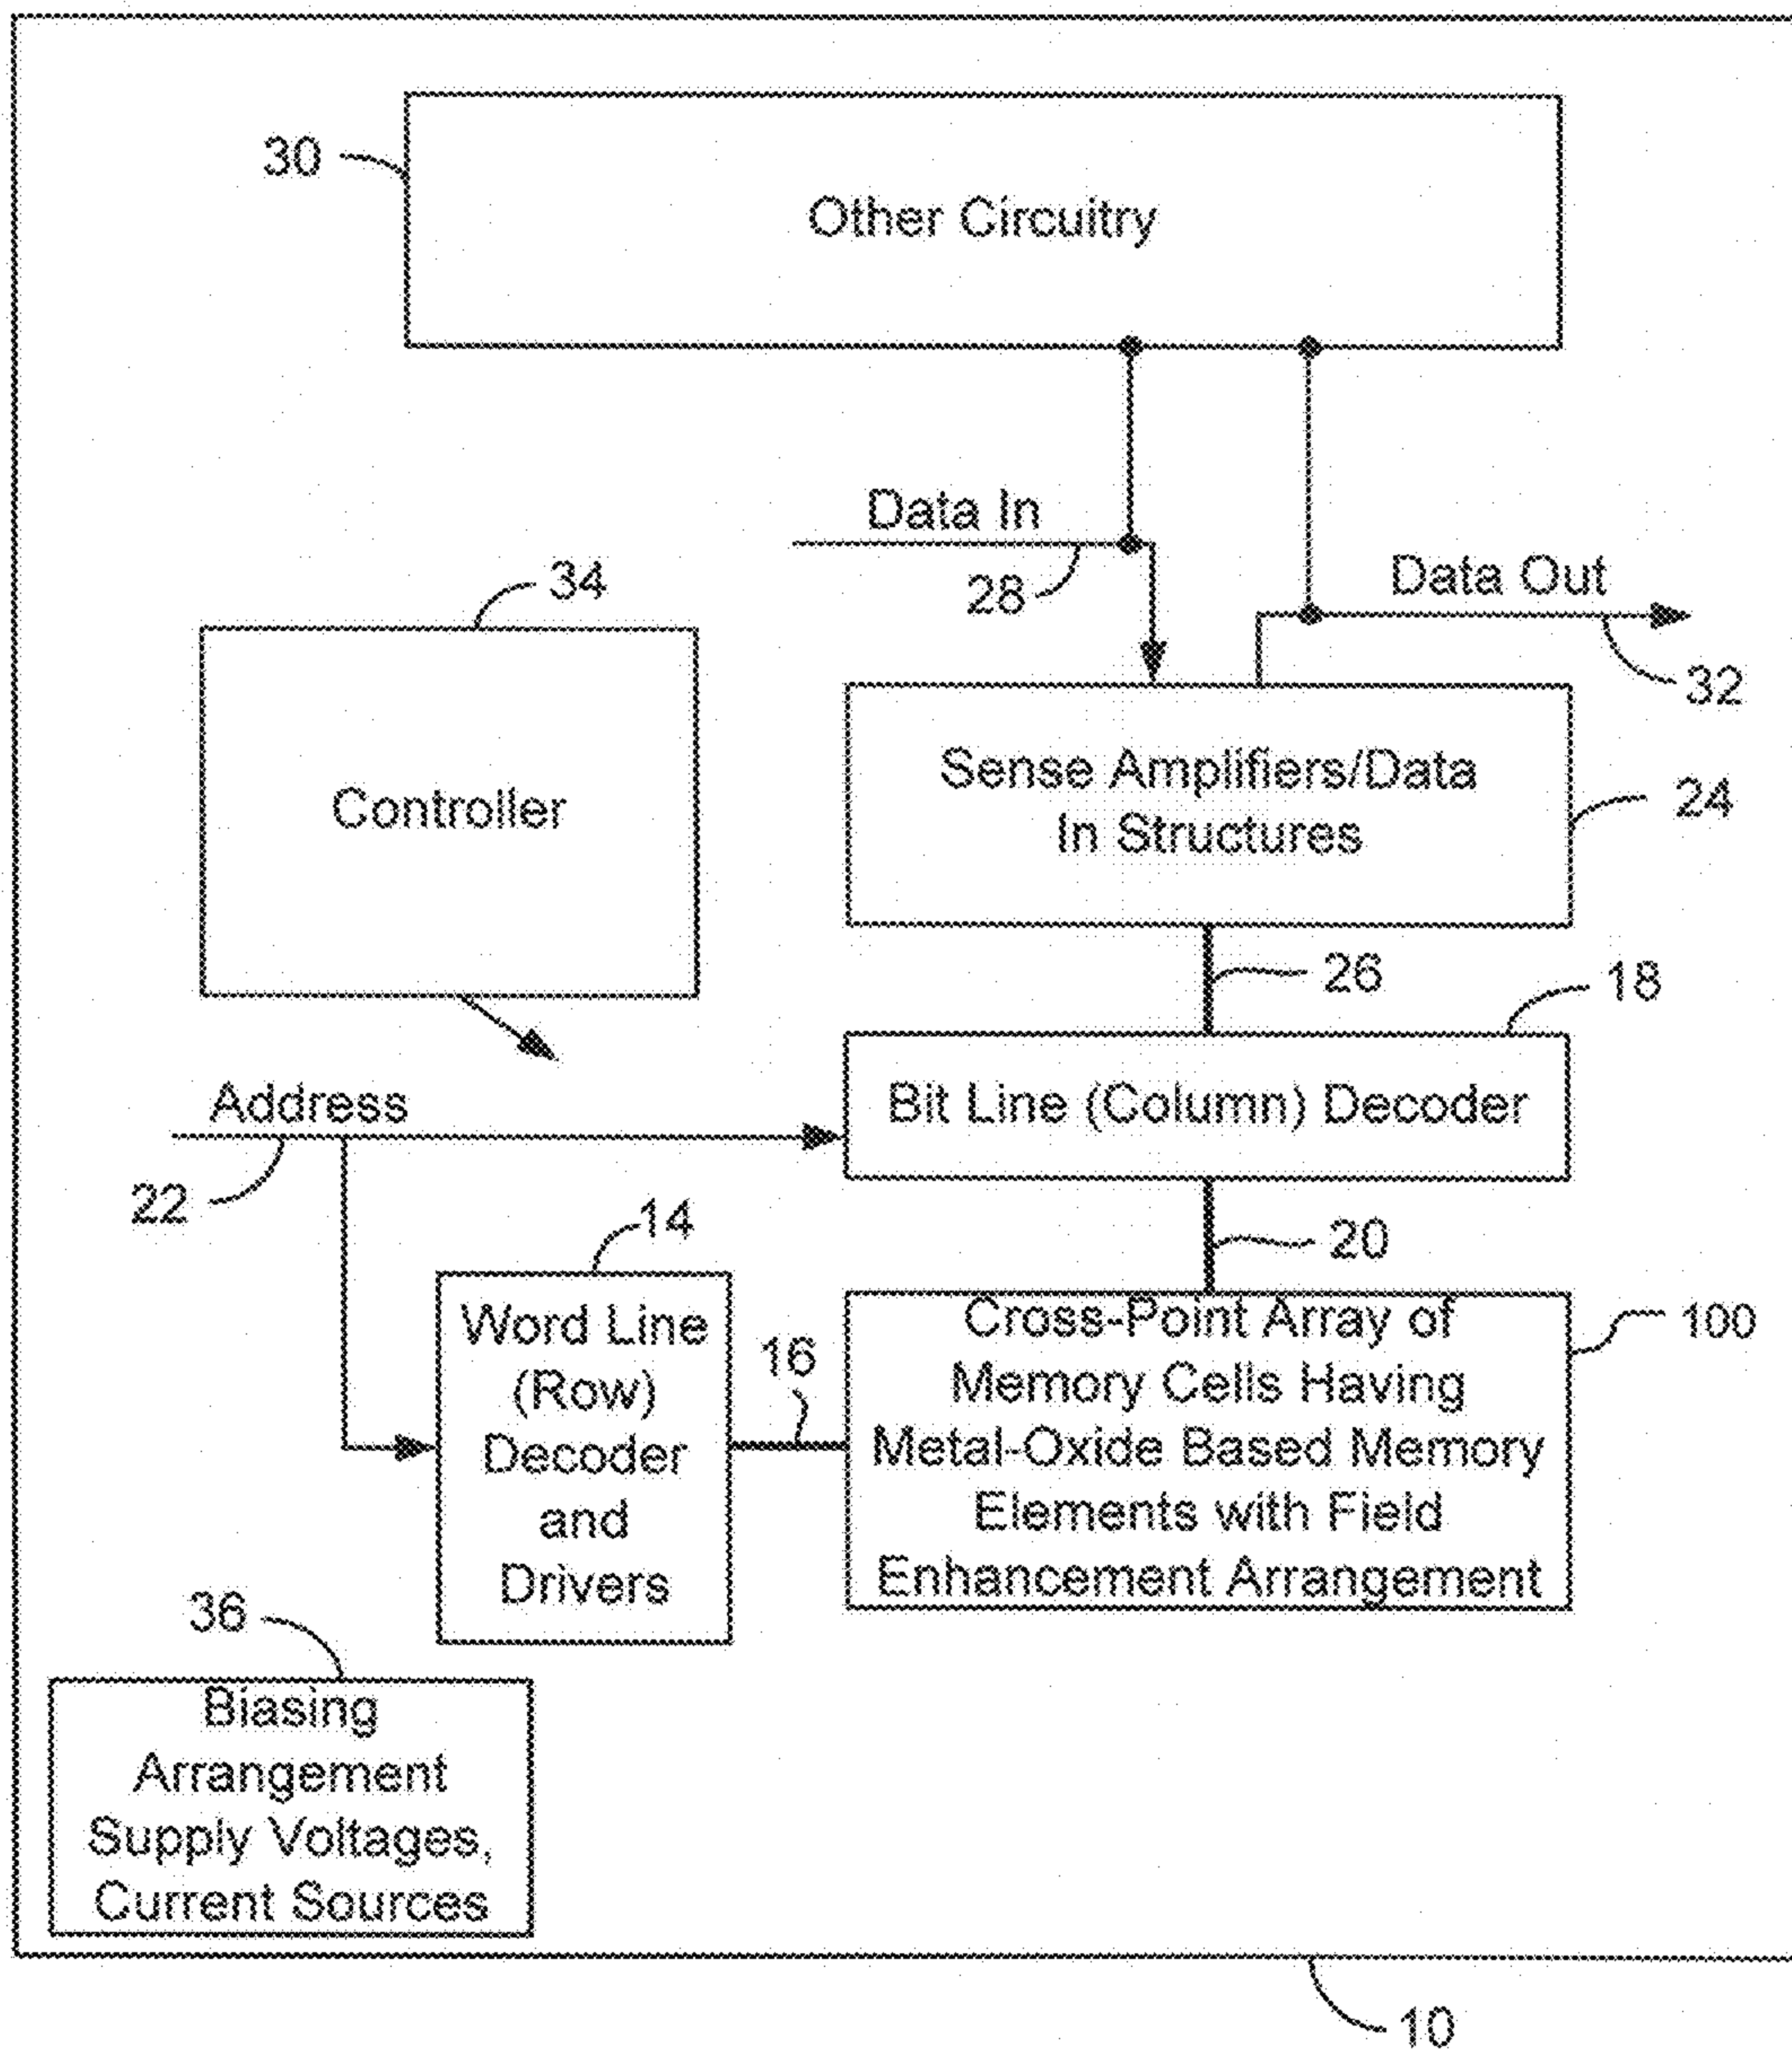 30
Other Circuitry
Data In
28
Data Out
32
34
Controller
Sense Amplifiers/Data
In Structures
24
26
18
Address
22
Bit Line (Column) Decoder
20
14
Word Line
(Row)
Decoder
and
Drivers
16
Cross-Point Array of
Memory Cells Having
Metal-Oxide Based Memory
Elements with Field
Enhancement Arrangement
100
36
Biasing
Arrangement
Supply Voltages,
Current Sources
10